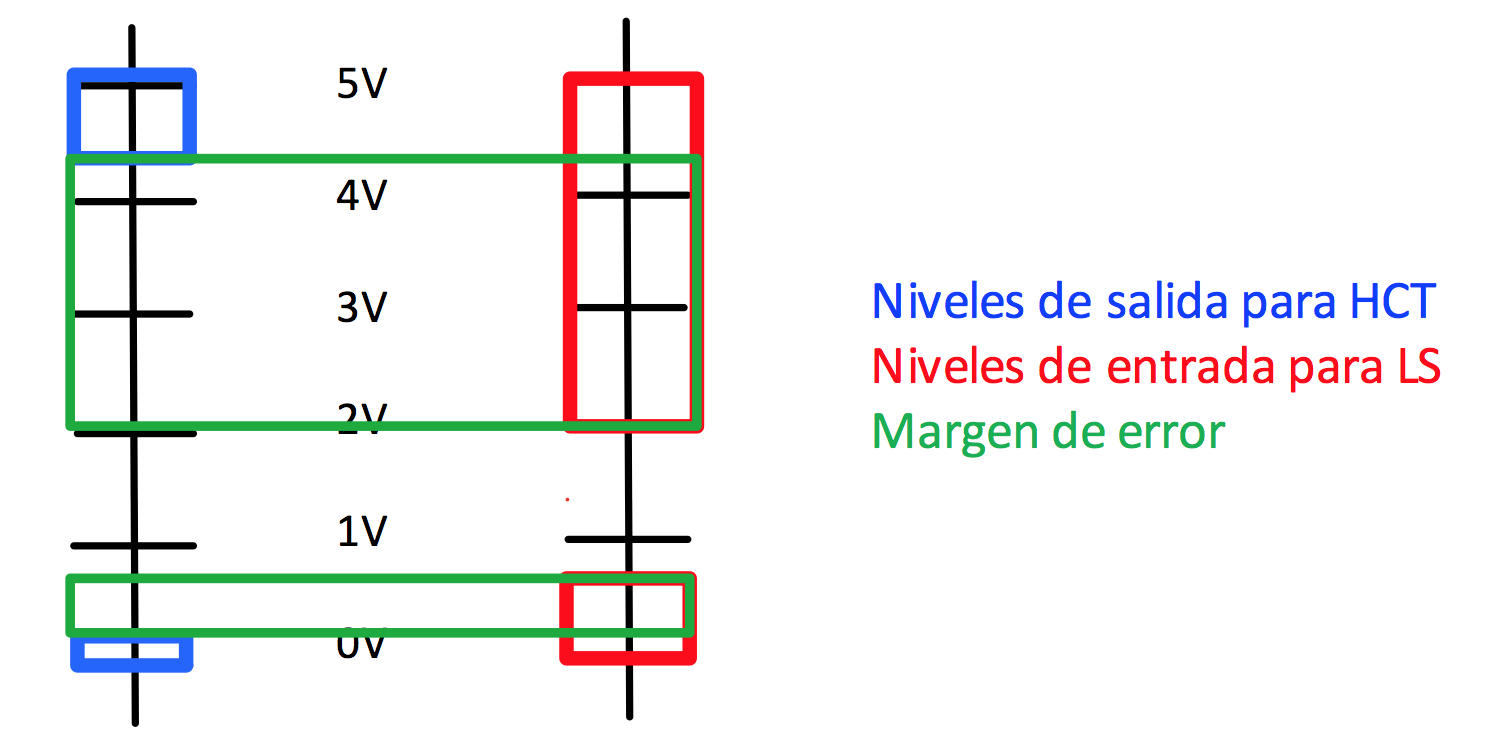 5V
4V
3V
2V
1V
0V
Niveles de salida para HCT
Niveles de entrada para LS
Margen de error